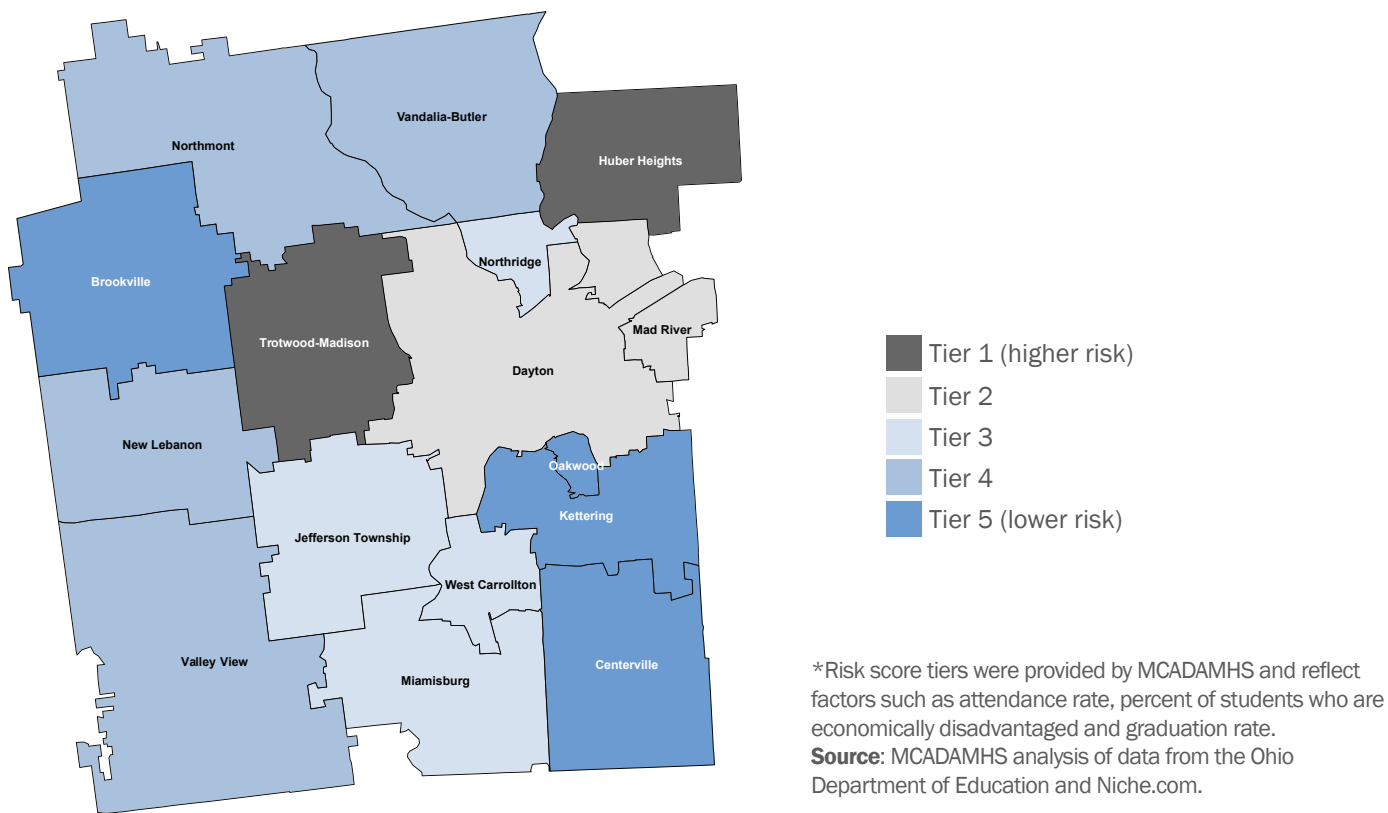 Vandalia-Butler
Northmont
Huber Heights
Northridge
Brookville
Mad River
Trotwood-Madison
Dayton
New Lebanon
Oakwood
Kettering
Jefferson Township
West Carrollton
Valley View
Centerville
Miamisburg
Tier 1 (higher risk)
Tier 2
Tier 3
Tier 4
Tier 5 (lower risk)
*Risk score tiers were provided by MCADAMHS and reflect
factors such as attendance rate, percent of students who are
economically disadvantaged and graduation rate.
Source: MCADAMHS analysis of data from the Ohio
Department of Education and Niche.com.